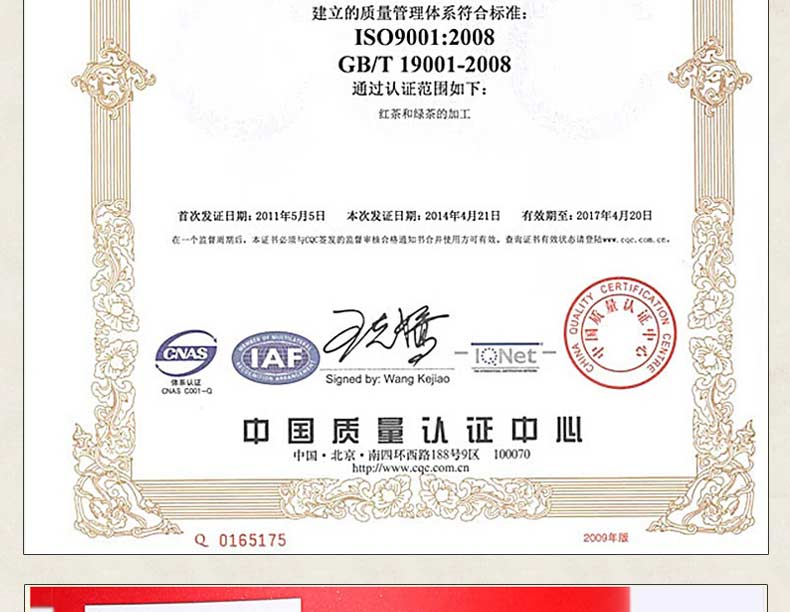 建立的质量管理体系符合标准:
ISO9001:2008
GB/T 19001-2008
通过认证范围如下:
红茶和绿茶的加工
首次发证日期: 2011年5月5日 本次发证日期: 2014年4月21日 有效期至: 2017年4月20日
在一个监督周期后，本证书必须与CQC签发的监督审核合格通知书合并使用方可有效。查询证书有效状态请登陆www.cqc.com.cn。
CNAS
体系认证
CNAS C001-Q
MEMBER OF MULTILATERAL
IAF
RECOGNITION ARRANGEMENT
Signed by: Wang Kejiao
IQNet
CHINA QUALITY CERTIFICATION CENTRE
中国质量认证中心
中国质量认证中心
中国·北京·南四环西路188号9区 100070
http://www.cqc.com.cn
Q 0165175
2009年版